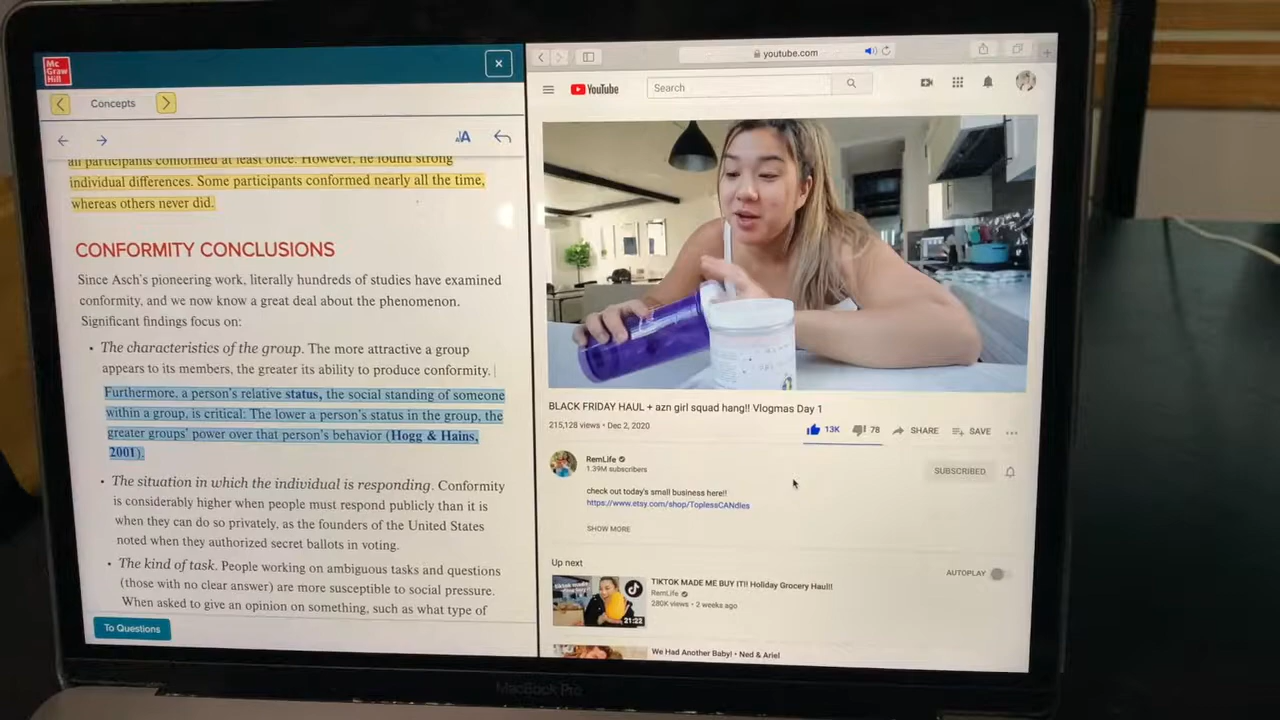 Mc
Graw
Hill
×
Concepts
all participants conformed at least once. However, he found strong
individual differences. Some participants conformed nearly all the time,
whereas others never did.
CONFORMITY CONCLUSIONS
Since Asch's pioneering work, literally hundreds of studies have examined
conformity, and we now know a great deal about the phenomenon.
Significant findings focus on:
• The characteristics of the group. The more attractive a group
appears to its members, the greater its ability to produce conformity.
Furthermore, a person's relative status, the social standing of someone
within a group, is critical: The lower a person's status in the group, the
greater groups' power over that person's behavior (Hogg & Hains,
2001).
• The situation in which the individual is responding. Conformity
is considerably higher when people must respond publicly than it is
when they can do so privately, as the founders of the United States
noted when they authorized secret ballots in voting.
• The kind of task. People working on ambiguous tasks and questions
(those with no clear answer) are more susceptible to social pressure.
When asked to give an opinion on something, such as what type of
To Questions
youtube.com
YouTube
Search
BLACK FRIDAY HAUL + azn girl squad hang!! Vlogmas Day 1
215,128 views • Dec 2, 2020
13K 78 SHARE SAVE
RemLife
1.39M subscribers
SUBSCRIBED
check out today's small business here!!
https://www.etsy.com/shop/ToplessCANdles
SHOW MORE
Up next
AUTOPLAY
TIKTOK MADE ME BUY IT!! Holiday Grocery Haul!!
RemLife
280K views • 2 weeks ago
21:22
We Had Another Baby! • Ned & Ariel
MacBook Pro